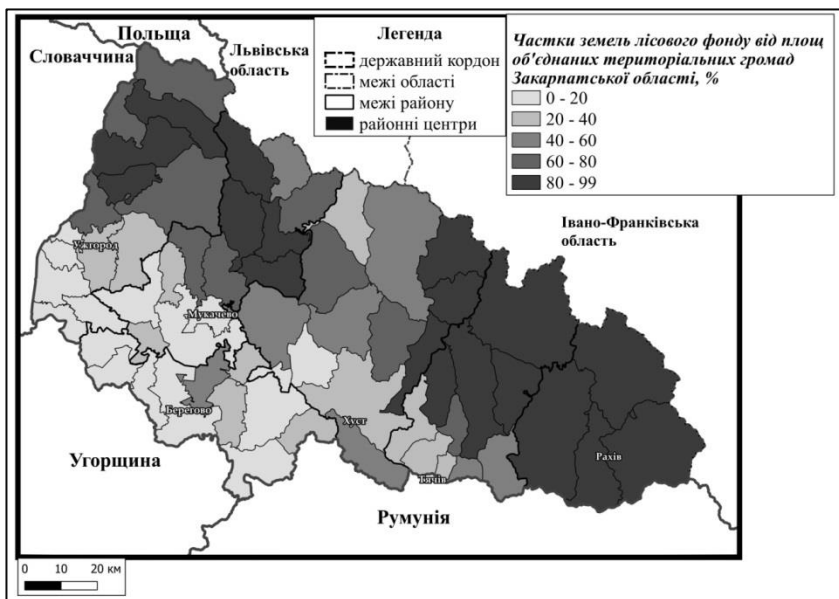 Польща
Словаччина
Львівська
область
Легенда
державний кордон
межі області
межі району
районні центри
Частки земель лісового фонду від площ
об'єднаних територіальних громад
Закарпатської області, %
0 - 20
20 - 40
40 - 60
60 - 80
80 - 99
Івано-Франківська
область
Ужгород
Мукачево
Берегово
Хуст
Тячів
Рахів
Угорщина
Румунія
0 10 20 км